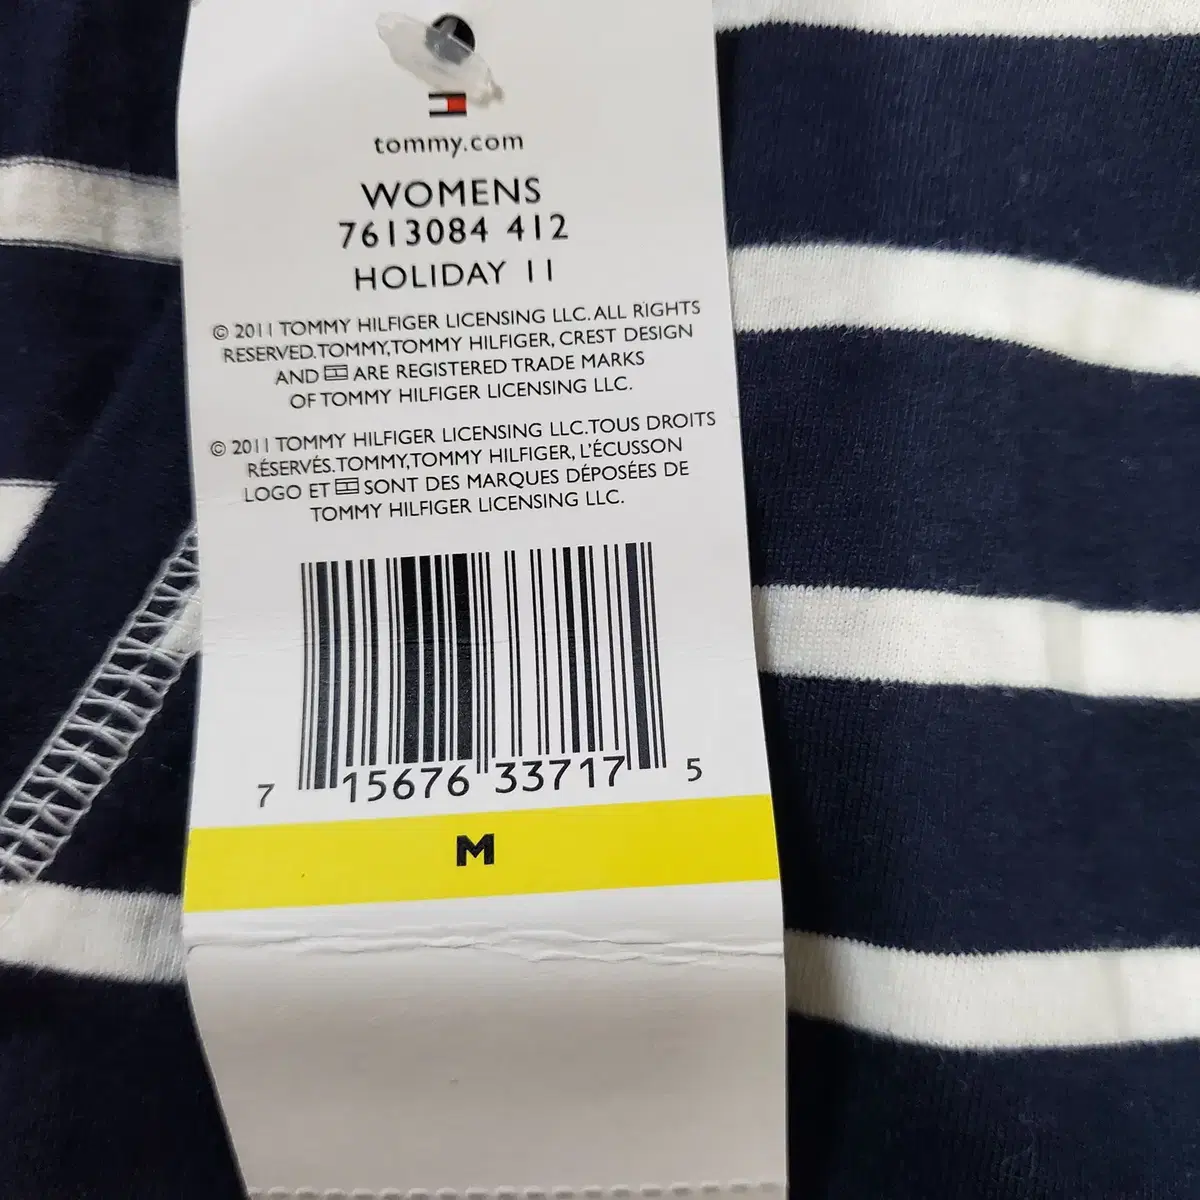 tommy.com
WOMENS
7613084 412
HOLIDAY 11
© 2011 TOMMY HILFIGER LICENSING LLC. ALL RIGHTS
RESERVED.TOMMY,TOMMY HILFIGER, CREST DESIGN
AND ARE REGISTERED TRADE MARKS
OF TOMMY HILFIGER LICENSING LLC.
© 2011 TOMMY HILFIGER LICENSING LLC.TOUS DROITS
RÉSERVÉS.TOMMY,TOMMY HILFIGER, L'ÉCUSSON
LOGO ET SONT DES MARQUES DÉPOSÉES DE
TOMMY HILFIGER LICENSING LLC.
7 15676 33717 5
M